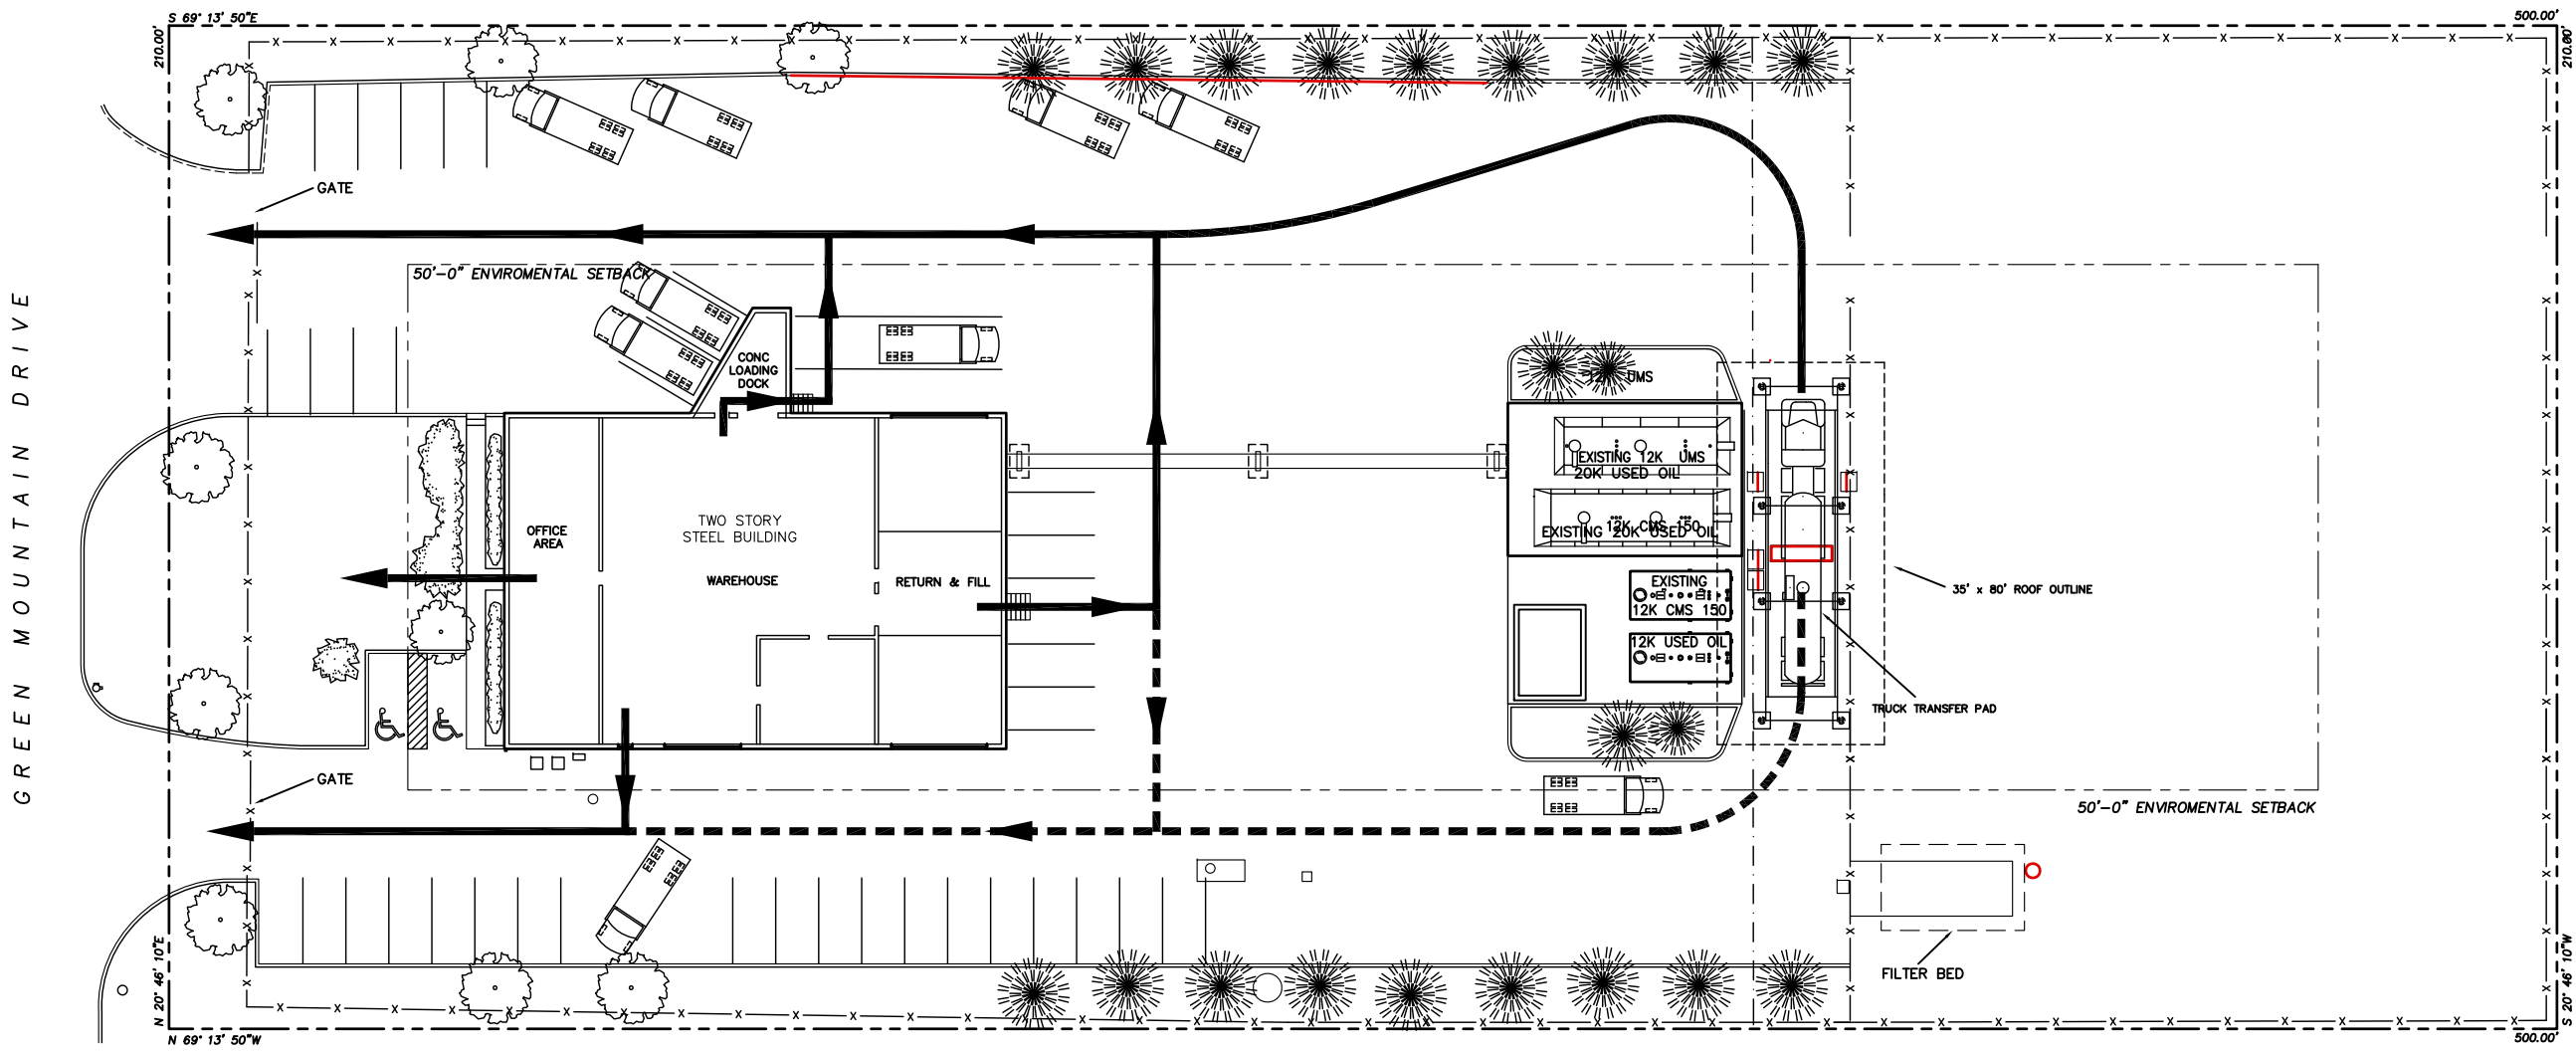 S 69° 13' 50"E
500.00'
210.00'
210.00'
GATE
50'-0" ENVIROMENTAL SETBACK
GREEN MOUNTAIN DRIVE
CONC
LOADING
DOCK
UMS
EXISTING 12K UMS
20K USED OIL
12K CMS 150
EXISTING 20K USED OIL
OFFICE
AREA
TWO STORY
STEEL BUILDING
WAREHOUSE
RETURN & FILL
EXISTING
12K CMS 150
12K USED OIL
35' x 80' ROOF OUTLINE
TRUCK TRANSFER PAD
GATE
50'-0" ENVIROMENTAL SETBACK
FILTER BED
N 20° 46' 10"E
S 20° 46' 10"W
N 69° 13' 50"W
500.00'